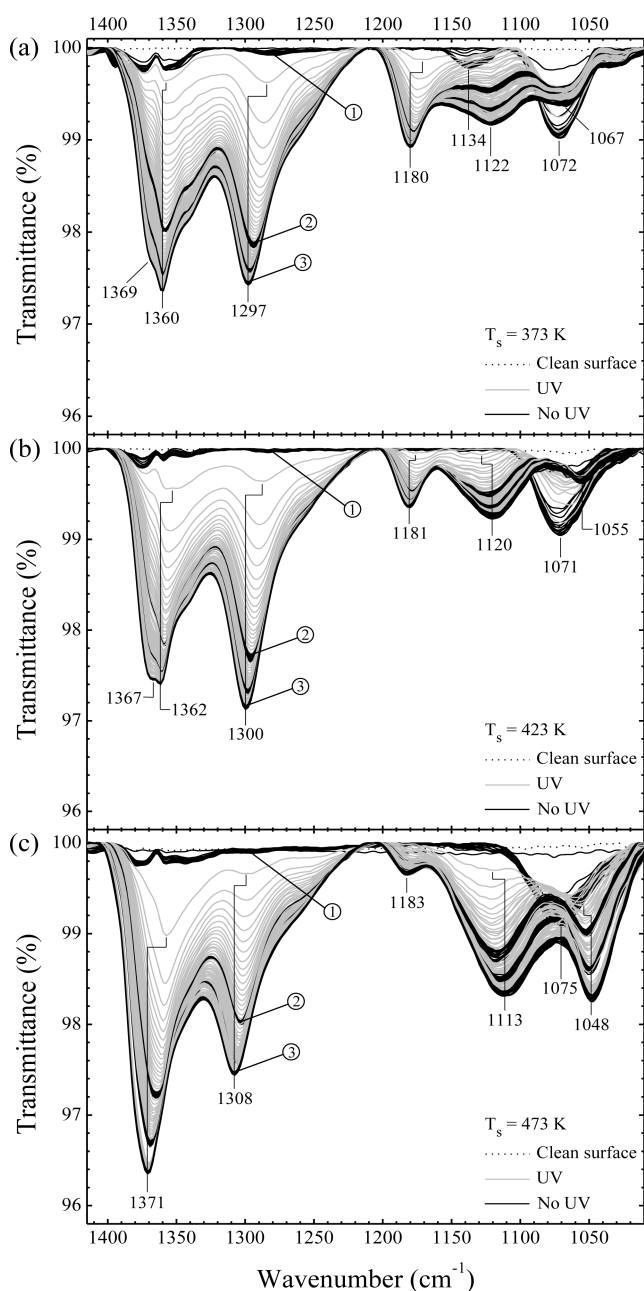 1400 1350 1300 1250 1200 1150 1100 1050
(a)
100
99
98
97
96
Transmittance (%)
①
②
③
1369
1360
1297
1180
1134
1122
1072
1067
T_s = 373 K
Clean surface
UV
No UV
(b)
100
99
98
97
96
Transmittance (%)
①
②
③
1367
1362
1300
1181
1120
1071
1055
T_s = 423 K
Clean surface
UV
No UV
(c)
100
99
98
97
96
Transmittance (%)
①
②
③
1371
1308
1183
1113
1075
1048
T_s = 473 K
Clean surface
UV
No UV
1400 1350 1300 1250 1200 1150 1100 1050
Wavenumber (cm⁻¹)